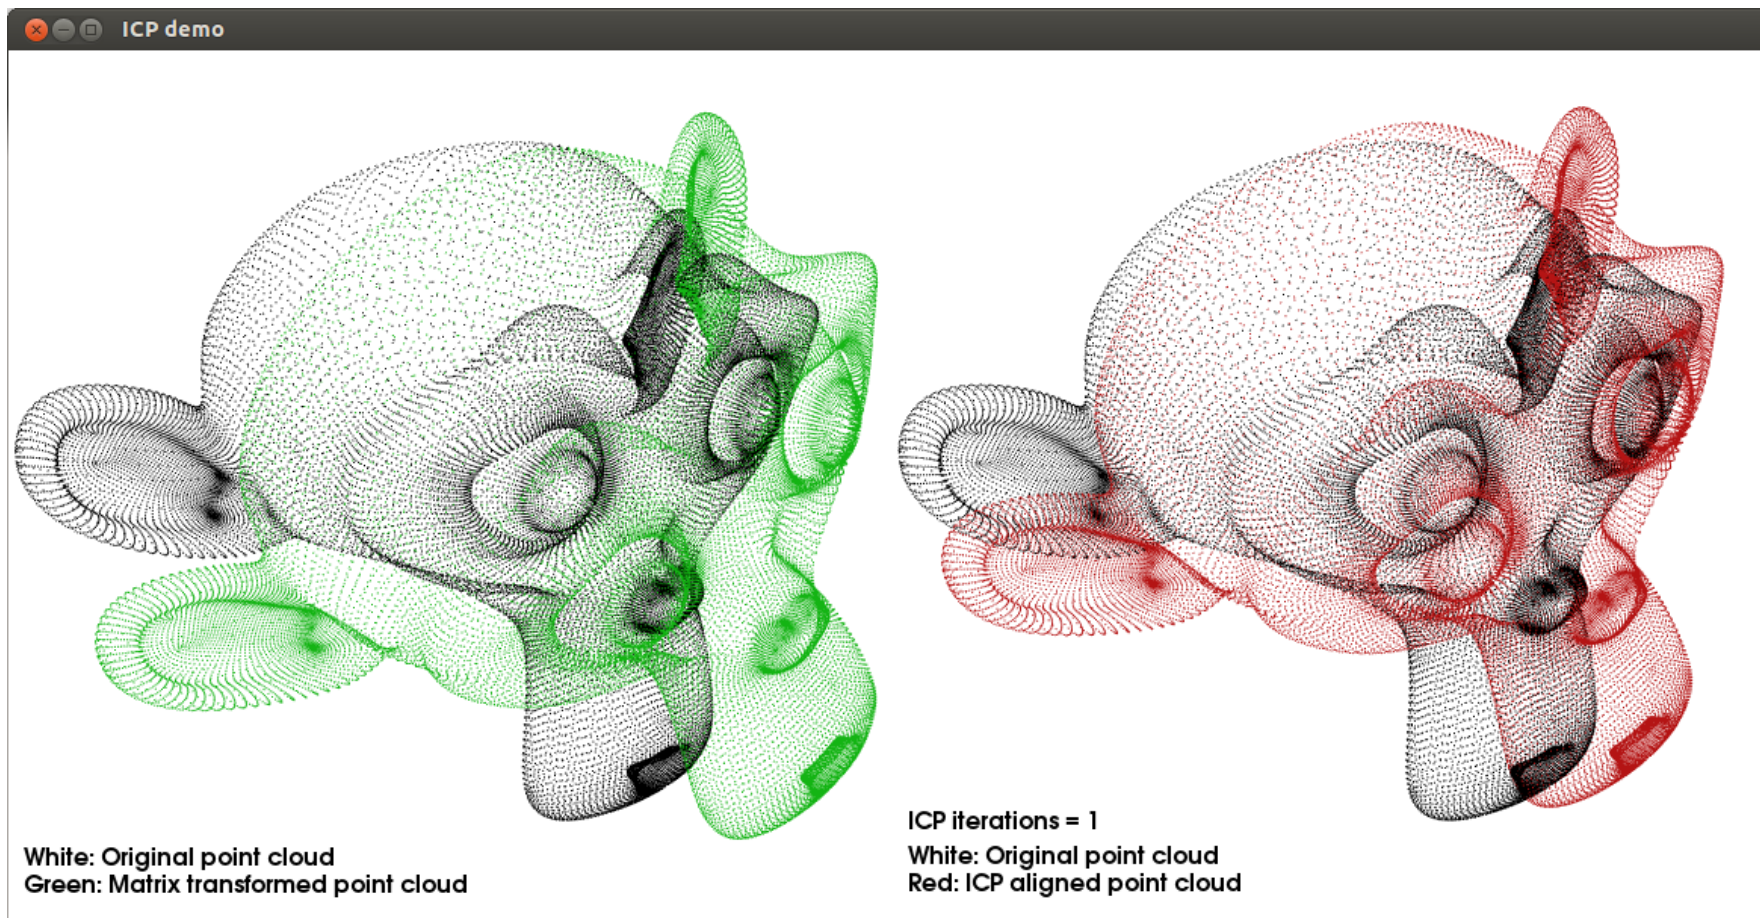 ICP demo
White: Original point cloud
Green: Matrix transformed point cloud
ICP iterations = 1
White: Original point cloud
Red: ICP aligned point cloud